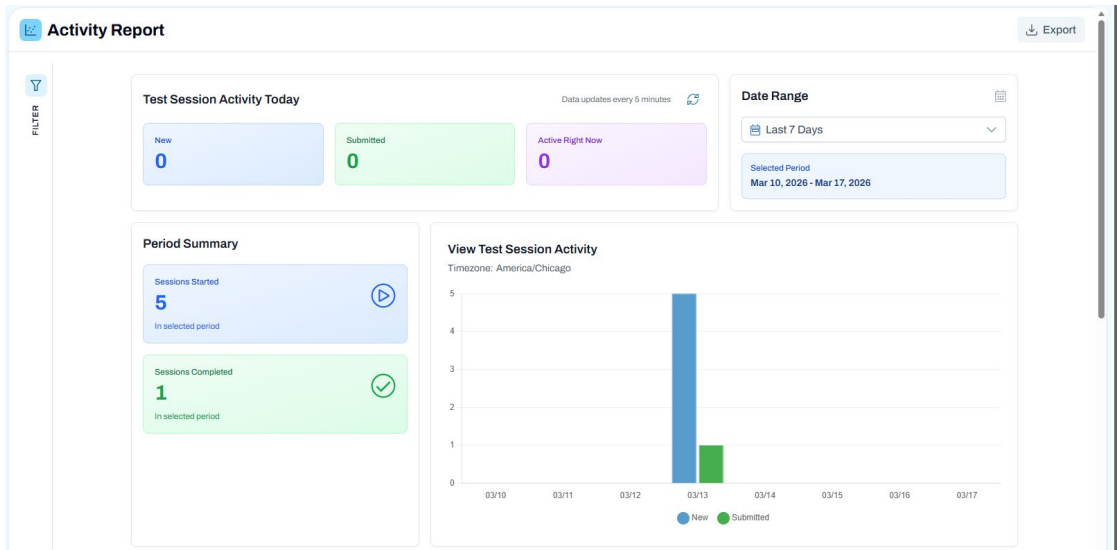 Activity Report
Export
FILTER
Test Session Activity Today
Data updates every 5 minutes
New
0
Submitted
0
Active Right Now
0
Date Range
Last 7 Days
Selected Period
Mar 10, 2026 - Mar 17, 2026
Period Summary
Sessions Started
5
In selected period
Sessions Completed
1
In selected period
View Test Session Activity
Timezone: America/Chicago
5
4
3
2
1
0
03/10 03/11 03/12 03/13 03/14 03/15 03/16 03/17
New Submitted